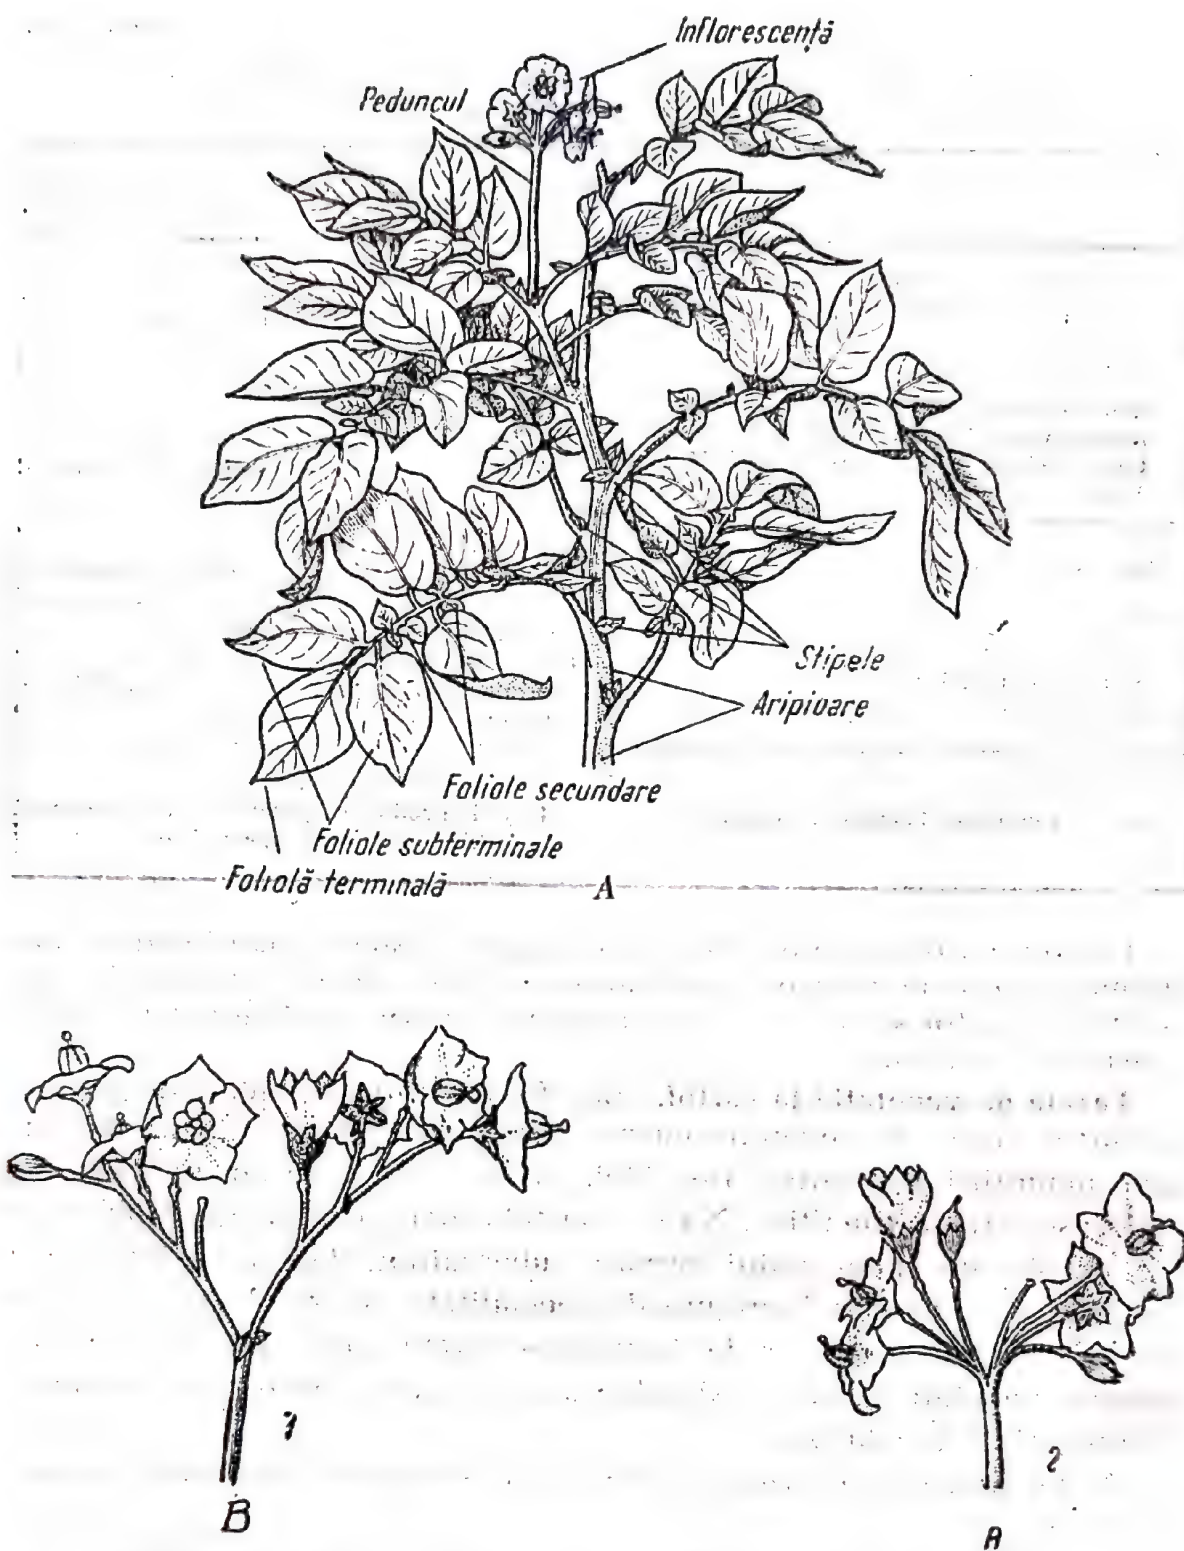 Inflorescență
Peduncul
Stipele
Aripioare
Foliole secundare
Foliole subterminale
Foliolă terminală
A
1
B
2